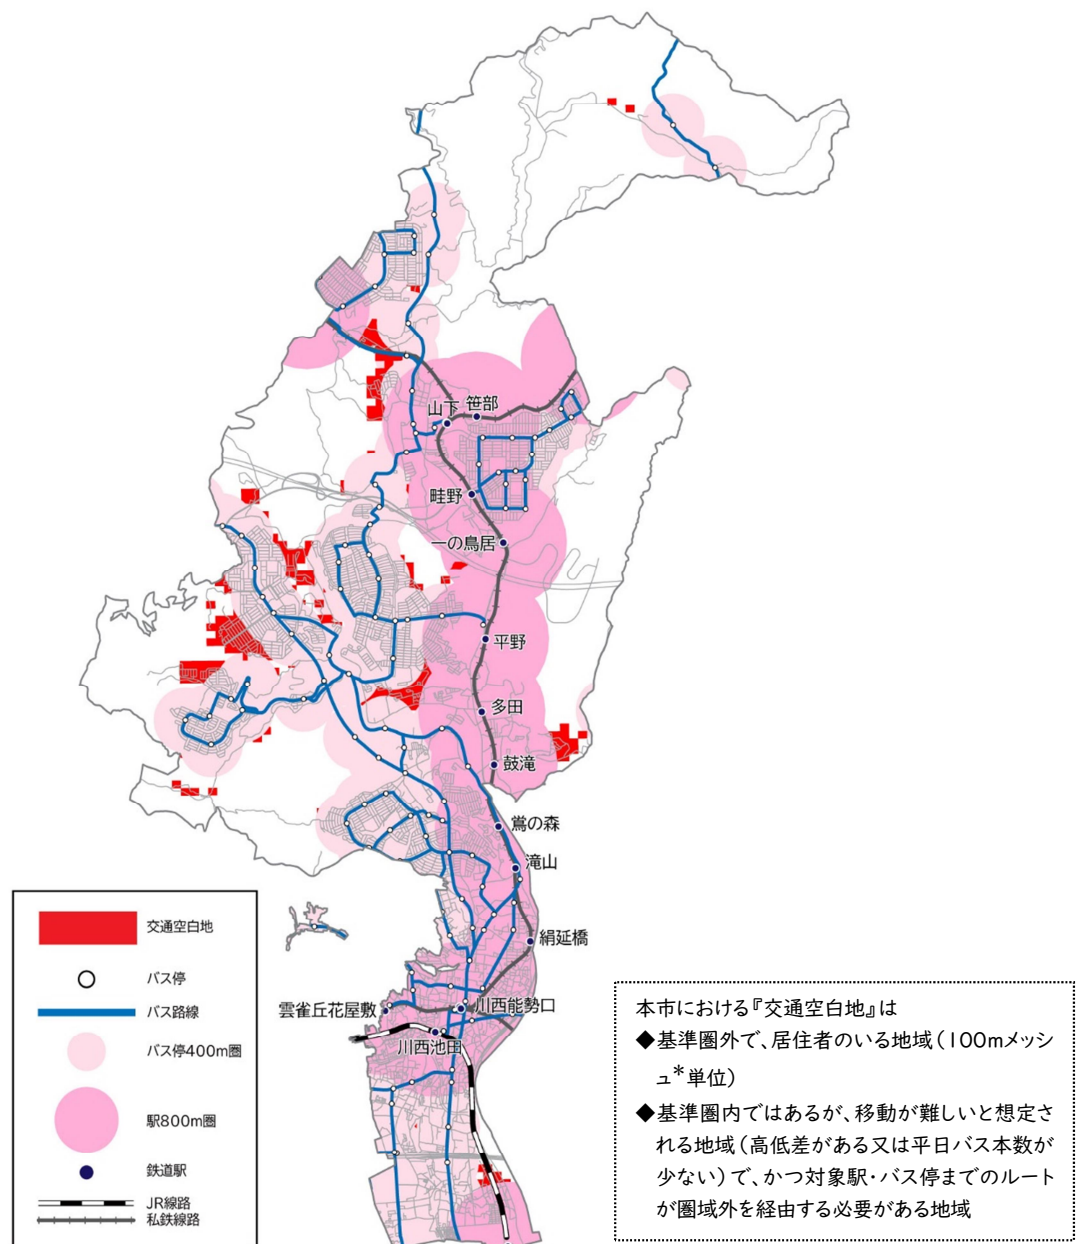 山下
笹部
畦野
一の鳥居
平野
多田
鼓滝
鴬の森
滝山
絹延橋
雲雀丘花屋敷
川西能勢口
川西池田
交通空白地
バス停
バス路線
バス停400m圏
駅800m圏
鉄道駅
JR線路
私鉄線路
本市における『交通空白地』は
◆基準圏外で、居住者のいる地域(100mメッシ
ュ*単位)
◆基準圏内ではあるが、移動が難しいと想定さ
れる地域(高低差がある又は平日バス本数が
少ない)で、かつ対象駅・バス停までのルート
が圏域外を経由する必要がある地域